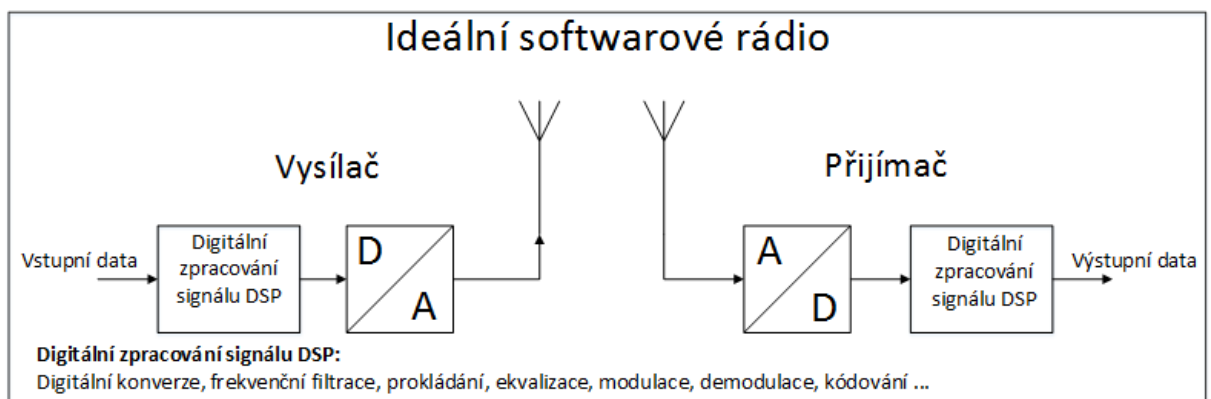 Ideální softwarové rádio
Vysílač
Přijímač
Vstupní data
Digitální
zpracování
signálu DSP
D
A
A
D
Digitální
zpracování
signálu DSP
Výstupní data
Digitální zpracování signálu DSP:
Digitální konverze, frekvenční filtrace, prokládání, ekvalizace, modulace, demodulace, kódování ...